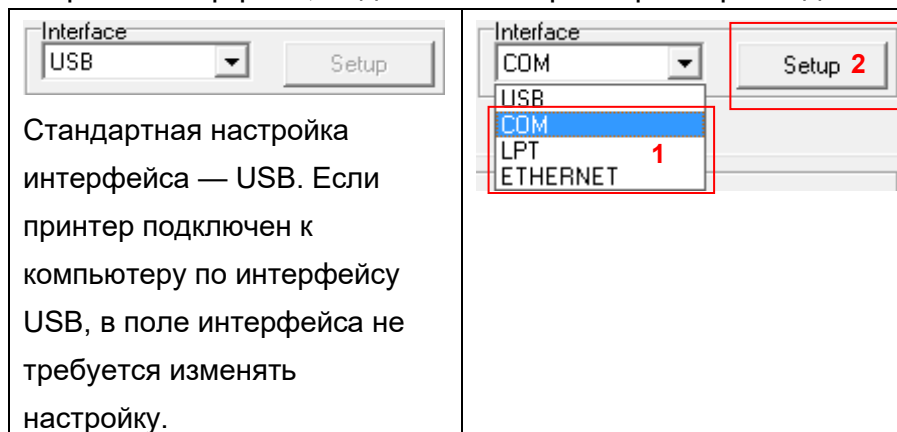 Interface
USB
Setup
Стандартная настройка
интерфейса — USB. Если
принтер подключен к
компьютеру по интерфейсу
USB, в поле интерфейса не
требуется изменять
настройку.
Interface
COM
Setup 2
USB
COM
LPT 1
ETHERNET